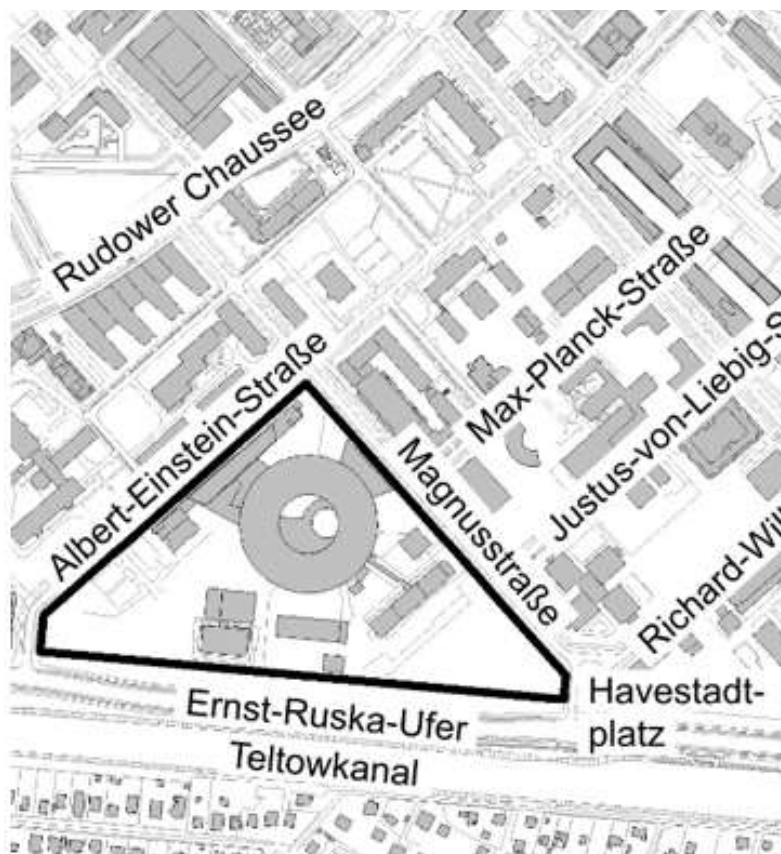 Rudower Chaussee
Albert-Einstein-Straße
Max-Planck-Straße
Magnusstraße
Justus-von-Liebig-S
Richard-Wil
Havestadt-
platz
Ernst-Ruska-Ufer
Teltowkanal